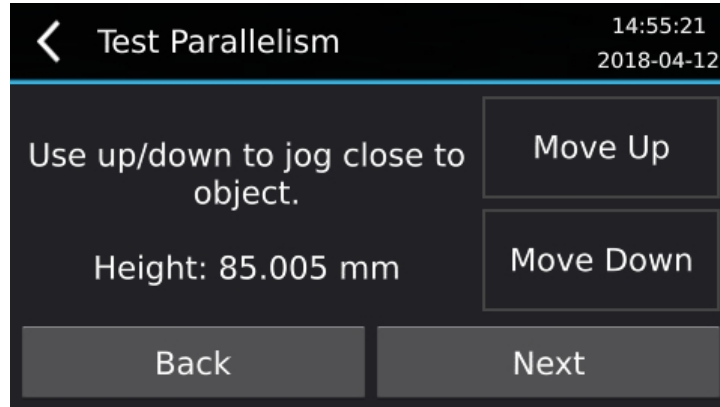 Test Parallelism
14:55:21
2018-04-12
Use up/down to jog close to
object.
Height: 85.005 mm
Move Up
Move Down
Back
Next